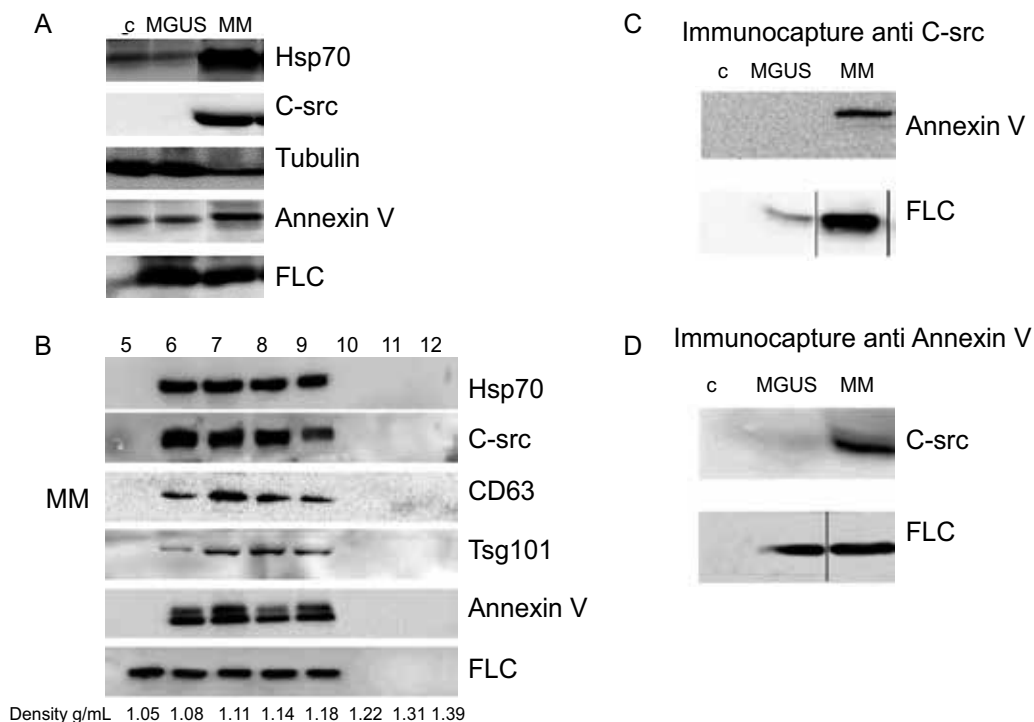 A
c MGUS MM
Hsp70
C-src
Tubulin
Annexin V
FLC
B
5 6 7 8 9 10 11 12
Hsp70
C-src
MM
CD63
Tsg101
Annexin V
FLC
Density g/mL 1.05 1.08 1.11 1.14 1.18 1.22 1.31 1.39
C
Immunocapture anti C-src
c MGUS MM
Annexin V
FLC
D
Immunocapture anti Annexin V
c MGUS MM
C-src
FLC